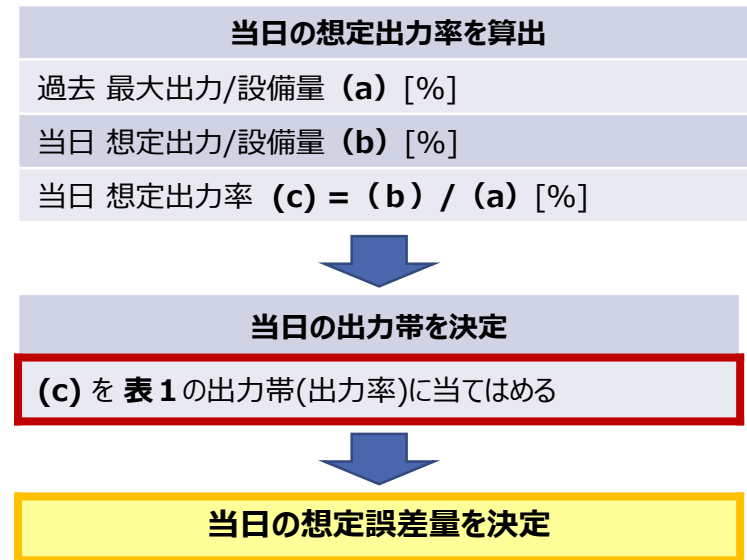 当日の想定出力率を算出
過去 最大出力/設備量（a）[%]
当日 想定出力/設備量（b）[%]
当日 想定出力率 (c) =（ｂ）/（a）[%]
当日の出力帯を決定
(c) を 表１の出力帯(出力率)に当てはめる
当日の想定誤差量を決定